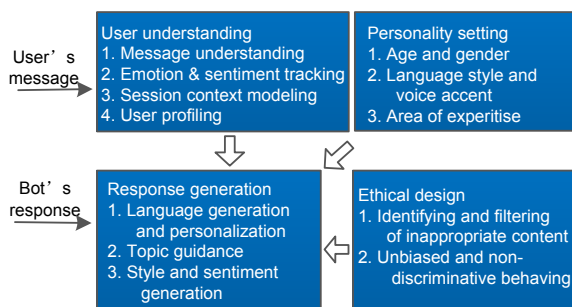 User's
message
User understanding
1. Message understanding
2. Emotion & sentiment tracking
3. Session context modeling
4. User profiling
Personality setting
1. Age and gender
2. Language style and
voice accent
3. Area of experitise
Bot's
response
Response generation
1. Language generation
and personalization
2. Topic guidance
3. Style and sentiment
generation
Ethical design
1. Identifying and filtering
of inappropriate content
2. Unbiased and non-
discriminative behaving